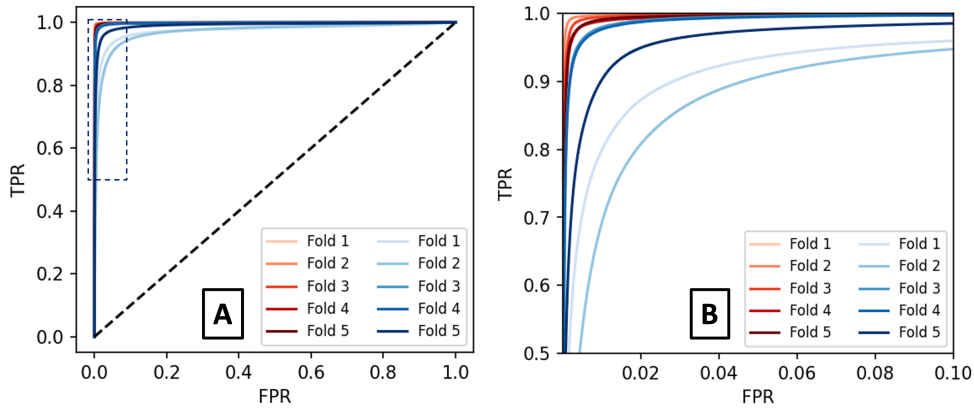 1.0
0.8
0.6
0.4
0.2
0.0
TPR
0.0 0.2 0.4 0.6 0.8 1.0
FPR
A
Fold 1 Fold 1
Fold 2 Fold 2
Fold 3 Fold 3
Fold 4 Fold 4
Fold 5 Fold 5
1.0
0.9
0.8
0.7
0.6
0.5
TPR
0.02 0.04 0.06 0.08 0.10
FPR
B
Fold 1 Fold 1
Fold 2 Fold 2
Fold 3 Fold 3
Fold 4 Fold 4
Fold 5 Fold 5